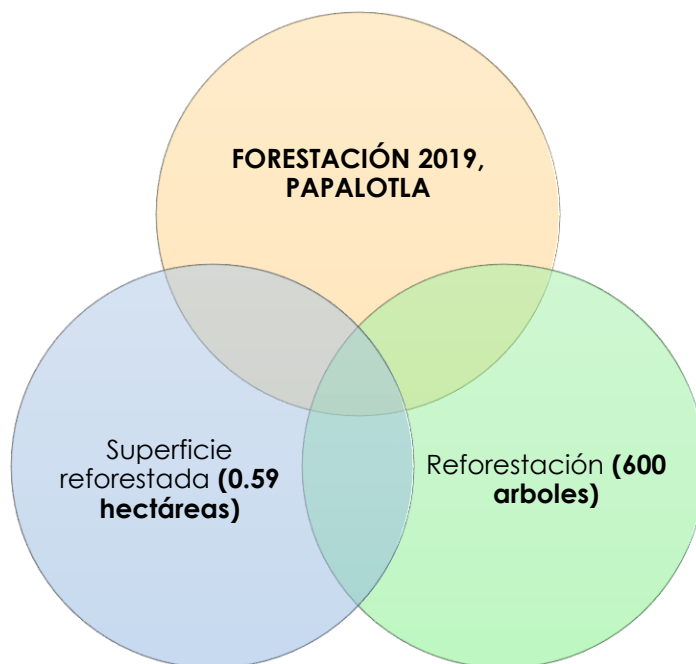 FORESTACIÓN 2019,
PAPALOTLA
Superficie
reforestada (0.59
hectáreas)
Reforestación (600
arboles)